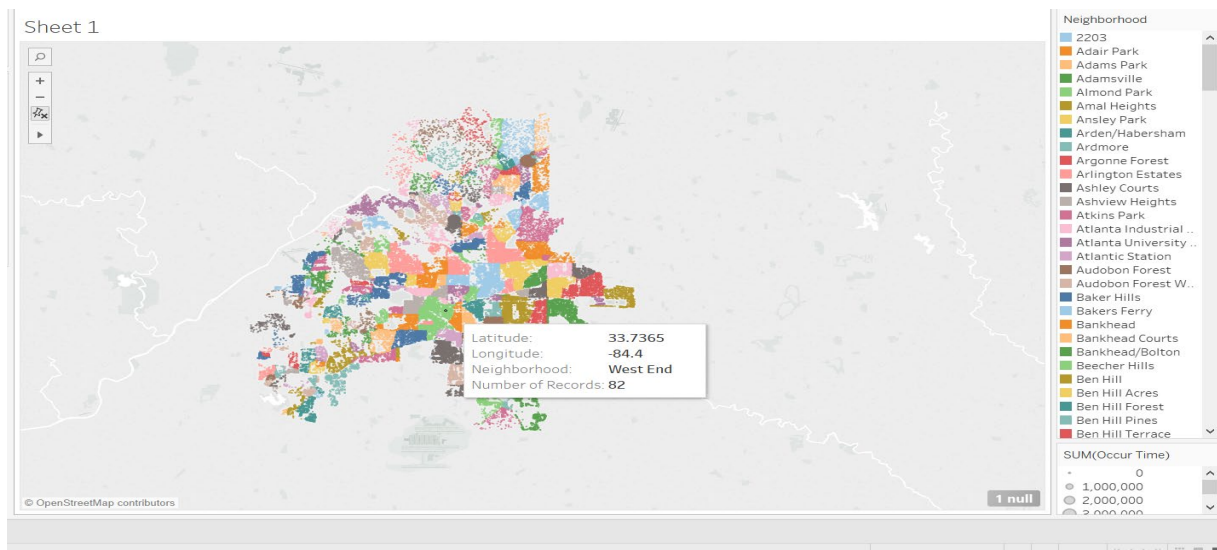 Sheet 1
Latitude: 33.7365
Longitude: -84.4
Neighborhood: West End
Number of Records: 82
© OpenStreetMap contributors
1 null
Neighborhood
2203
Adair Park
Adams Park
Adamsville
Almond Park
Amal Heights
Ansley Park
Arden/Habersham
Ardmore
Argonne Forest
Arlington Estates
Ashley Courts
Ashview Heights
Atkins Park
Atlanta Industrial ..
Atlanta University ..
Atlantic Station
Audobon Forest
Audobon Forest W..
Baker Hills
Bakers Ferry
Bankhead
Bankhead Courts
Bankhead/Bolton
Beecher Hills
Ben Hill
Ben Hill Acres
Ben Hill Forest
Ben Hill Pines
Ben Hill Terrace
SUM(Occur Time)
0
1,000,000
2,000,000